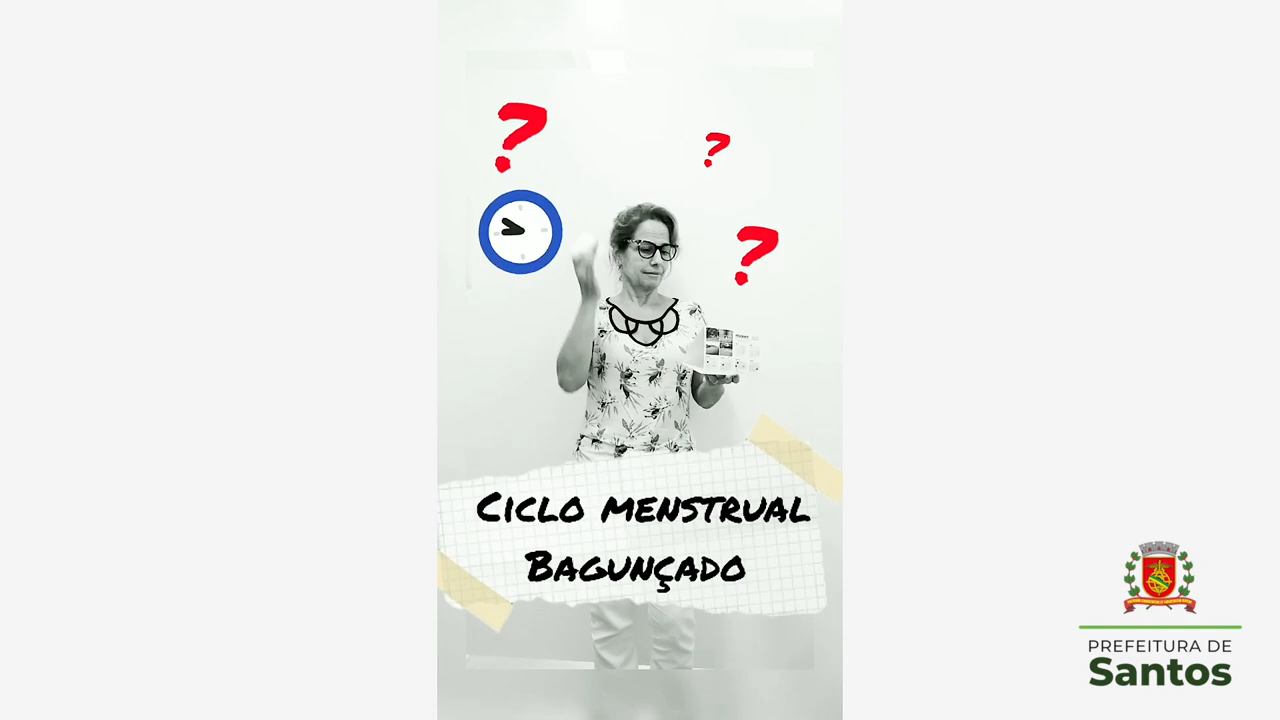 ?
?
?
Ciclo menstrual
Bagunçado
PREFEITURA DE
Santos